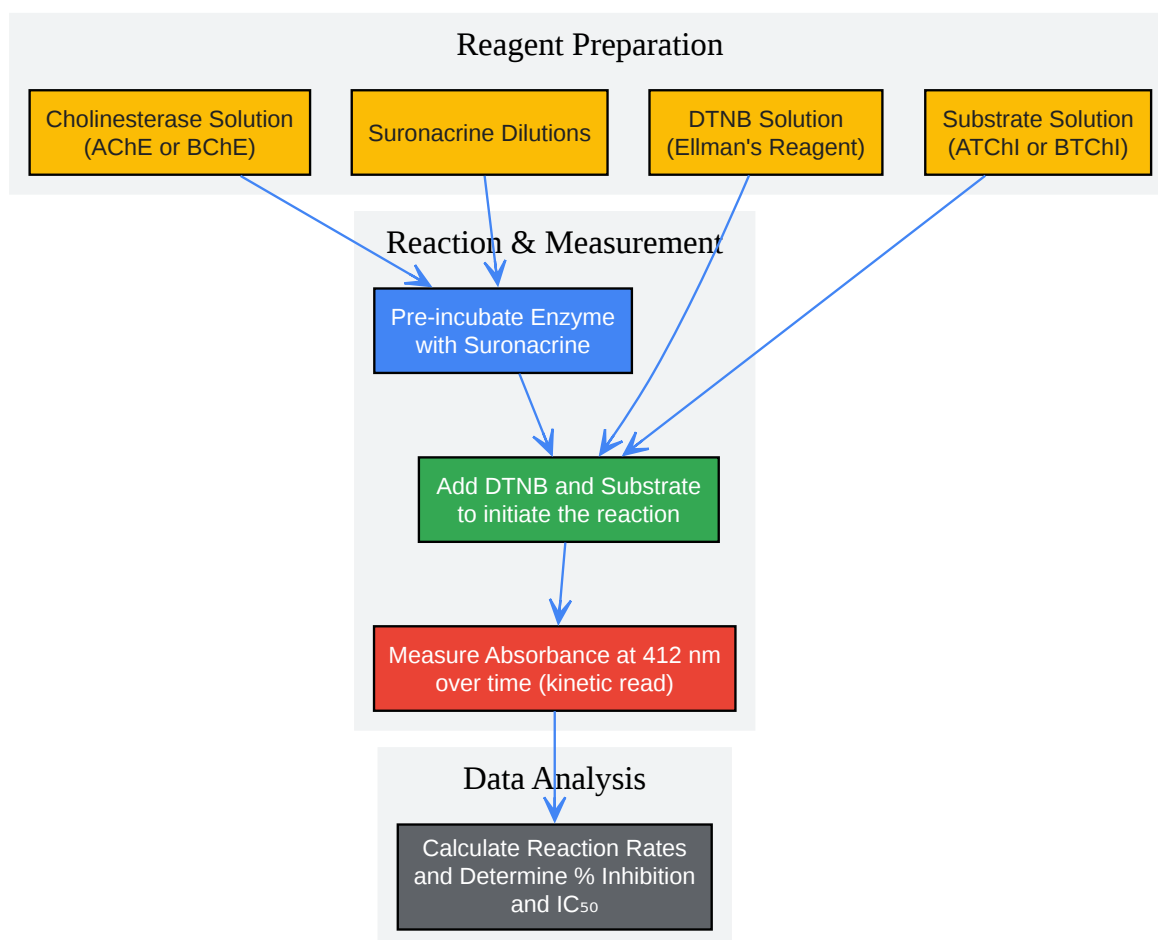 Reagent Preparation
Cholinesterase Solution
(AChE or BChE)
Suronacrine Dilutions
DTNB Solution
(Ellman's Reagent)
Substrate Solution
(ATChI or BTChI)
Reaction & Measurement
Pre-incubate Enzyme
with Suronacrine
Add DTNB and Substrate
to initiate the reaction
Measure Absorbance at 412 nm
over time (kinetic read)
Data Analysis
Calculate Reaction Rates
and Determine % Inhibition
and IC₅₀